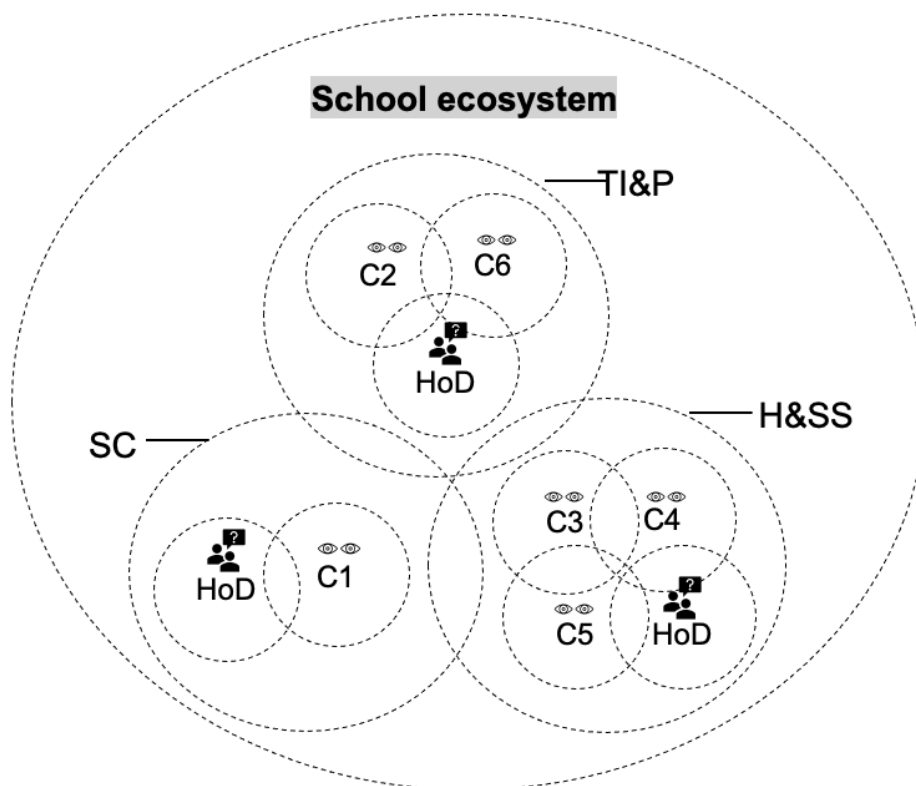 School ecosystem
TI&P
C2
C6
?
HoD
H&SS
SC
C3
C4
?
HoD
C1
?
C5
HoD